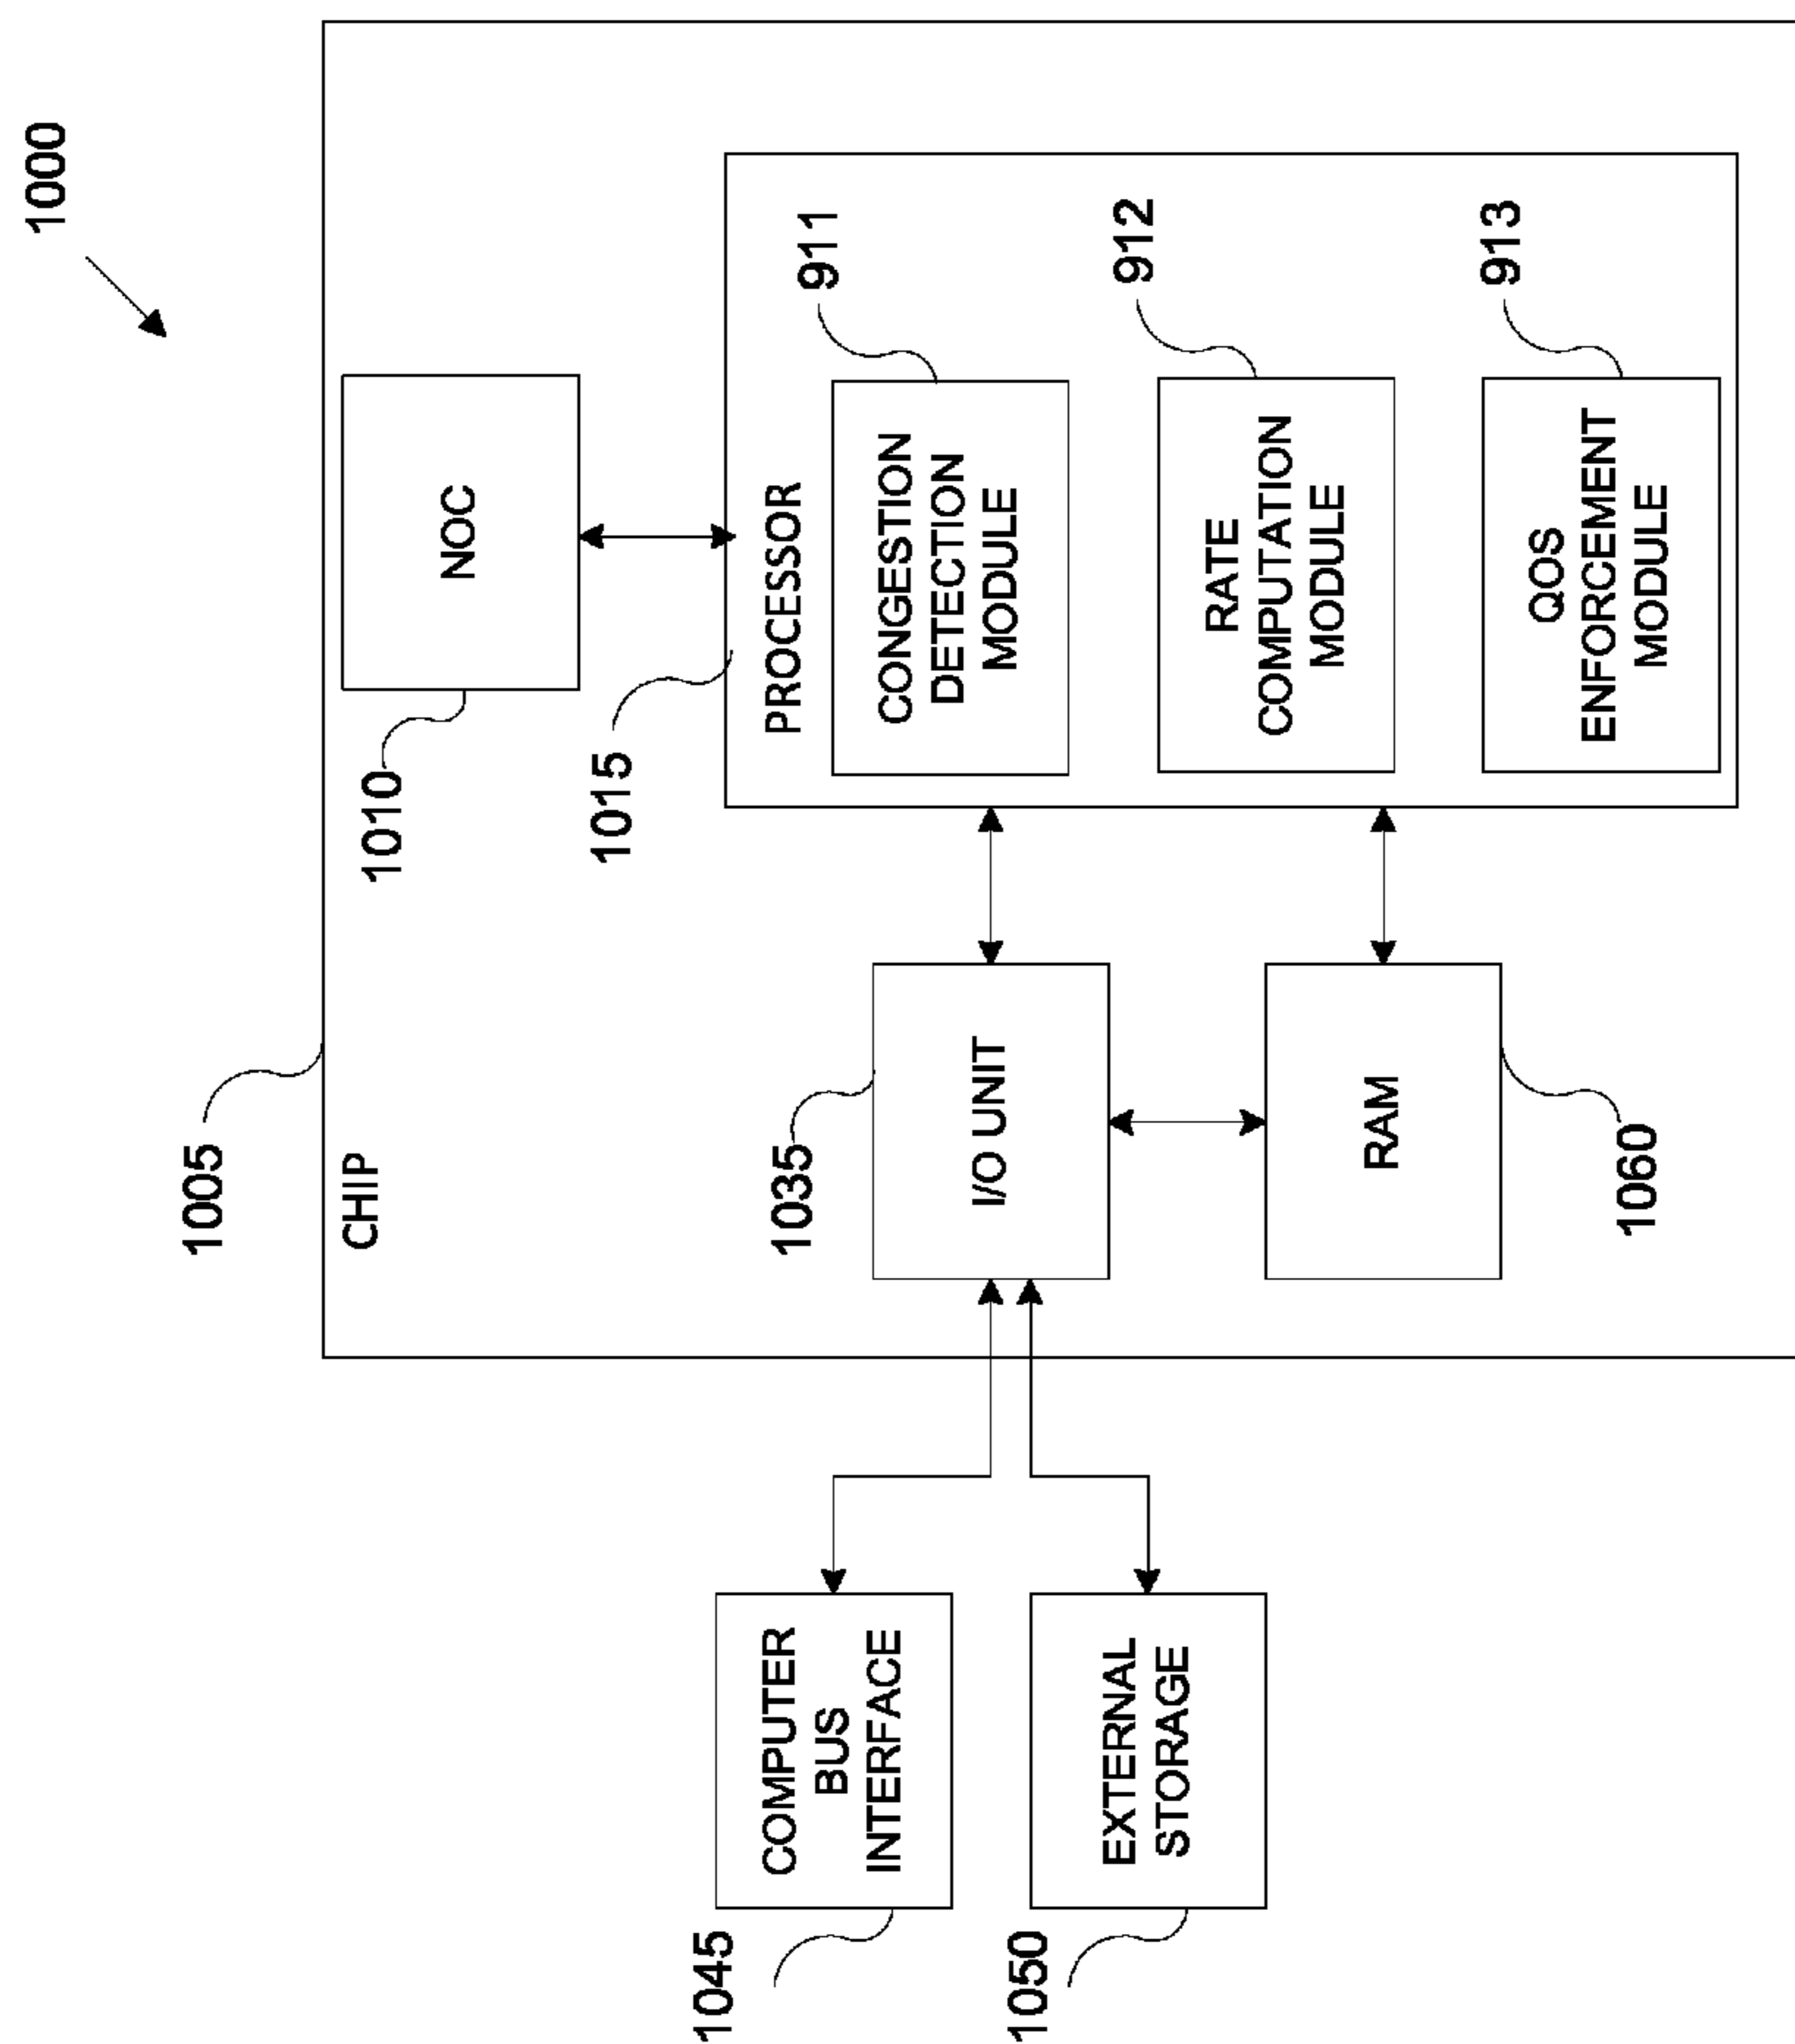 1000
1005
CHIP
1010
NOC
1015
PROCESSOR
911
CONGESTION
DETECTION
MODULE
912
RATE
COMPUTATION
MODULE
913
QOS
ENFORCEMENT
MODULE
1035
I/O UNIT
1060
RAM
1045
COMPUTER
BUS
INTERFACE
1050
EXTERNAL
STORAGE